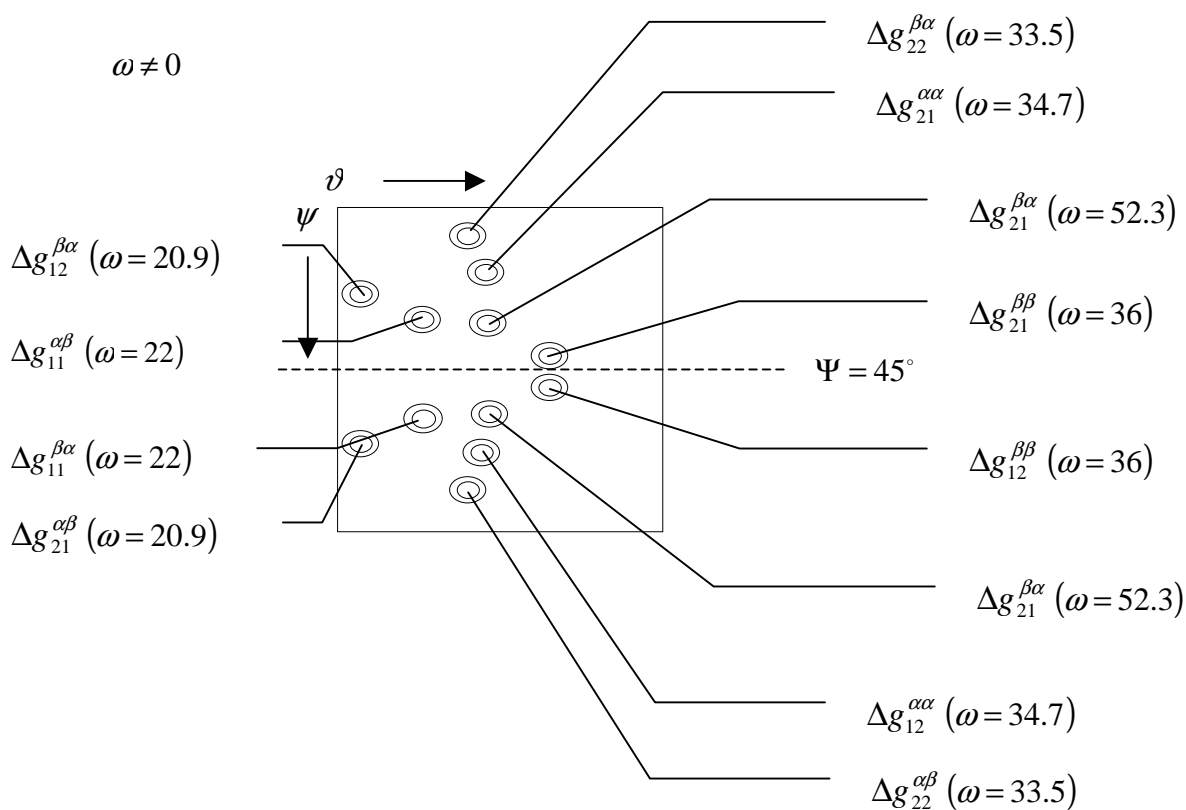 Δg₂₂^βα (ω = 33.5)
ω ≠ 0
Δg₂₁^αα (ω = 34.7)
ϑ
ψ
Δg₂₁^βα (ω = 52.3)
Δg₁₂^βα (ω = 20.9)
Δg₂₁^ββ (ω = 36)
Δg₁₁^αβ (ω = 22)
Ψ = 45°
Δg₁₁^βα (ω = 22)
Δg₁₂^ββ (ω = 36)
Δg₂₁^αβ (ω = 20.9)
Δg₂₁^βα (ω = 52.3)
Δg₁₂^αα (ω = 34.7)
Δg₂₂^αβ (ω = 33.5)